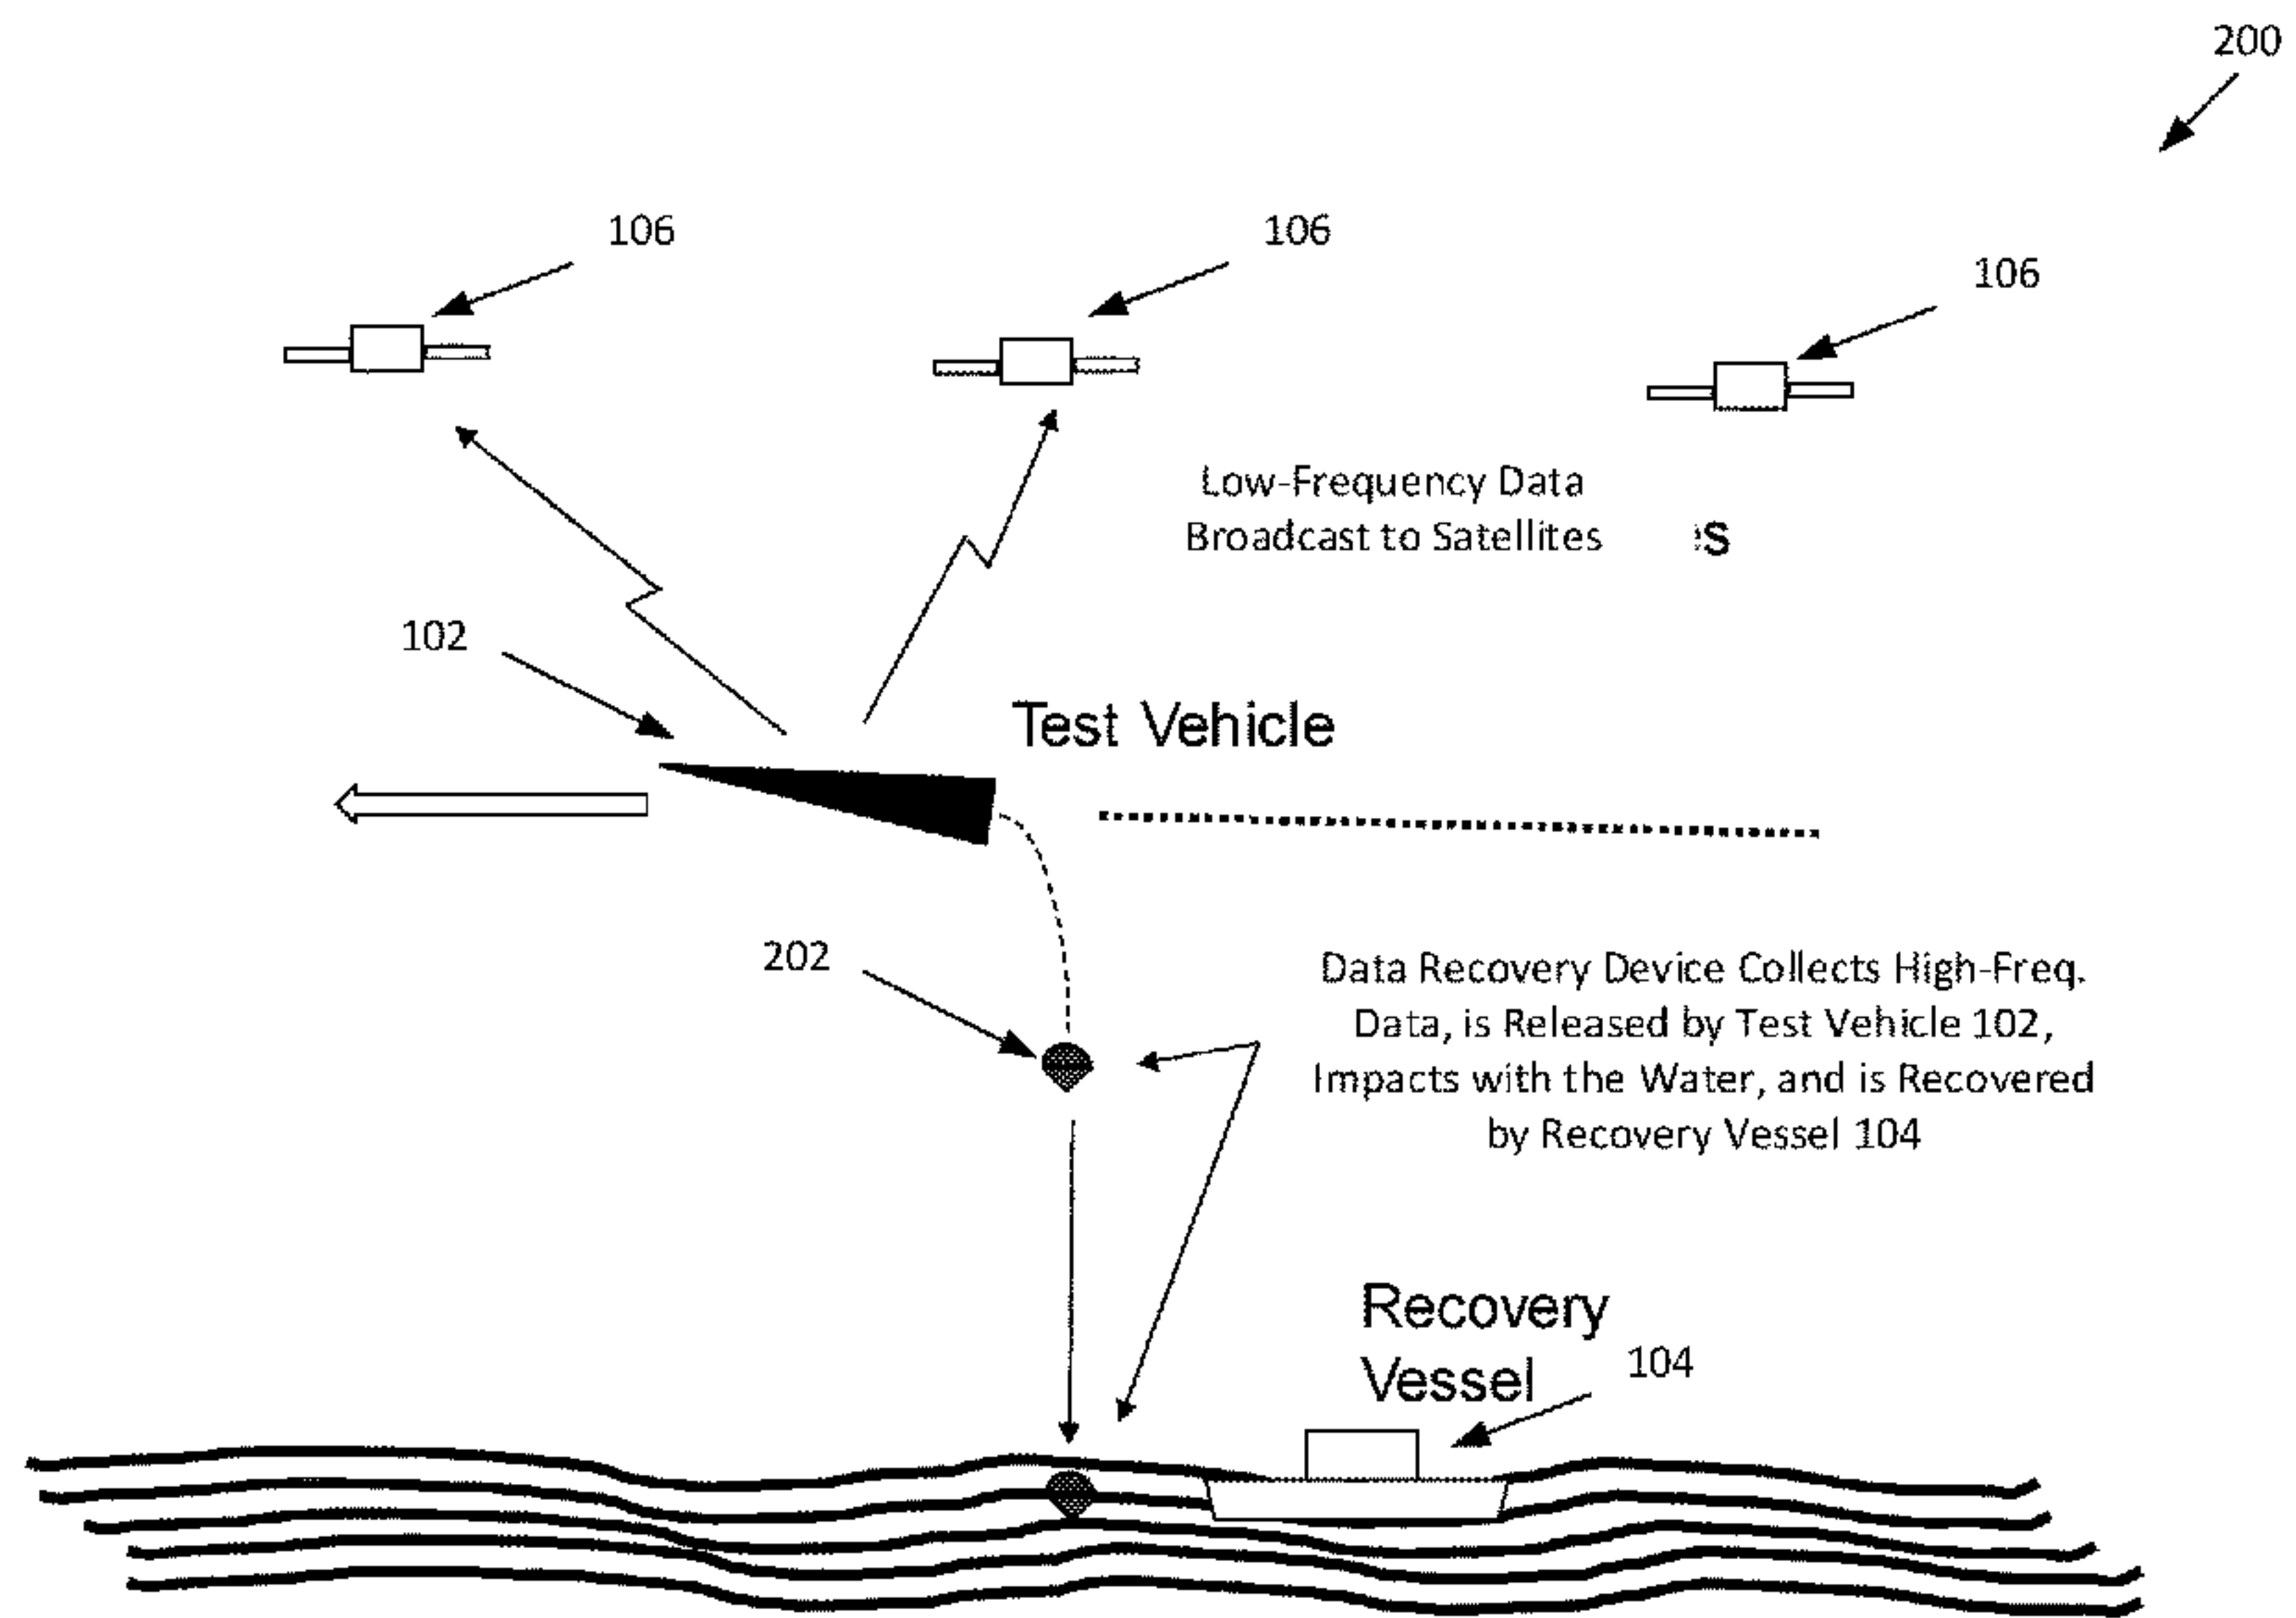 200
106
106
106
Low-Frequency Data
Broadcast to Satellites s
102
Test Vehicle
202
Data Recovery Device Collects High-Freq.
Data, is Released by Test Vehicle 102,
Impacts with the Water, and is Recovered
by Recovery Vessel 104
Recovery
Vessel
104